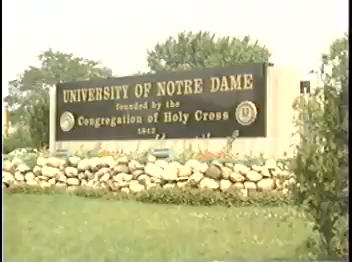 UNIVERSITY OF NOTRE DAME
founded by the
Congregation of Holy Cross
1842